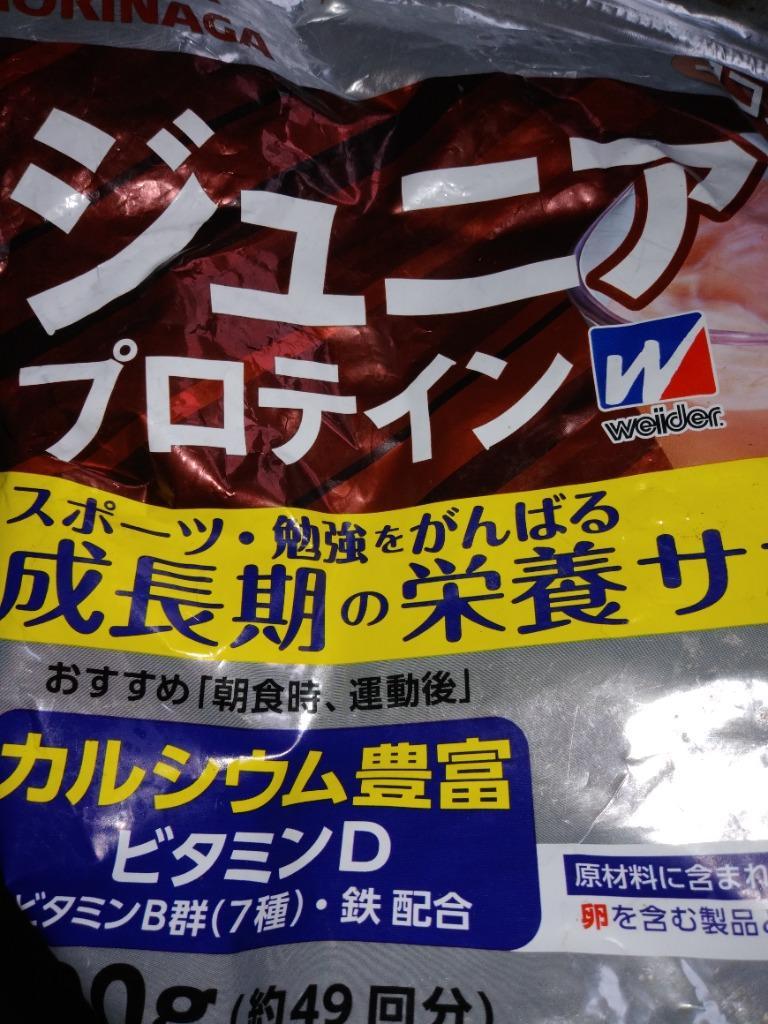 MORINAGA
ココ
ジュニア
プロテイン
weider.
スポーツ・勉強をがんばる
成長期の栄養サ
おすすめ「朝食時、運動後」
カルシウム豊富
ビタミンD
ビタミンB群(7種)・鉄 配合
原材料に含まれ
卵を含む製品
0g (約49回分)